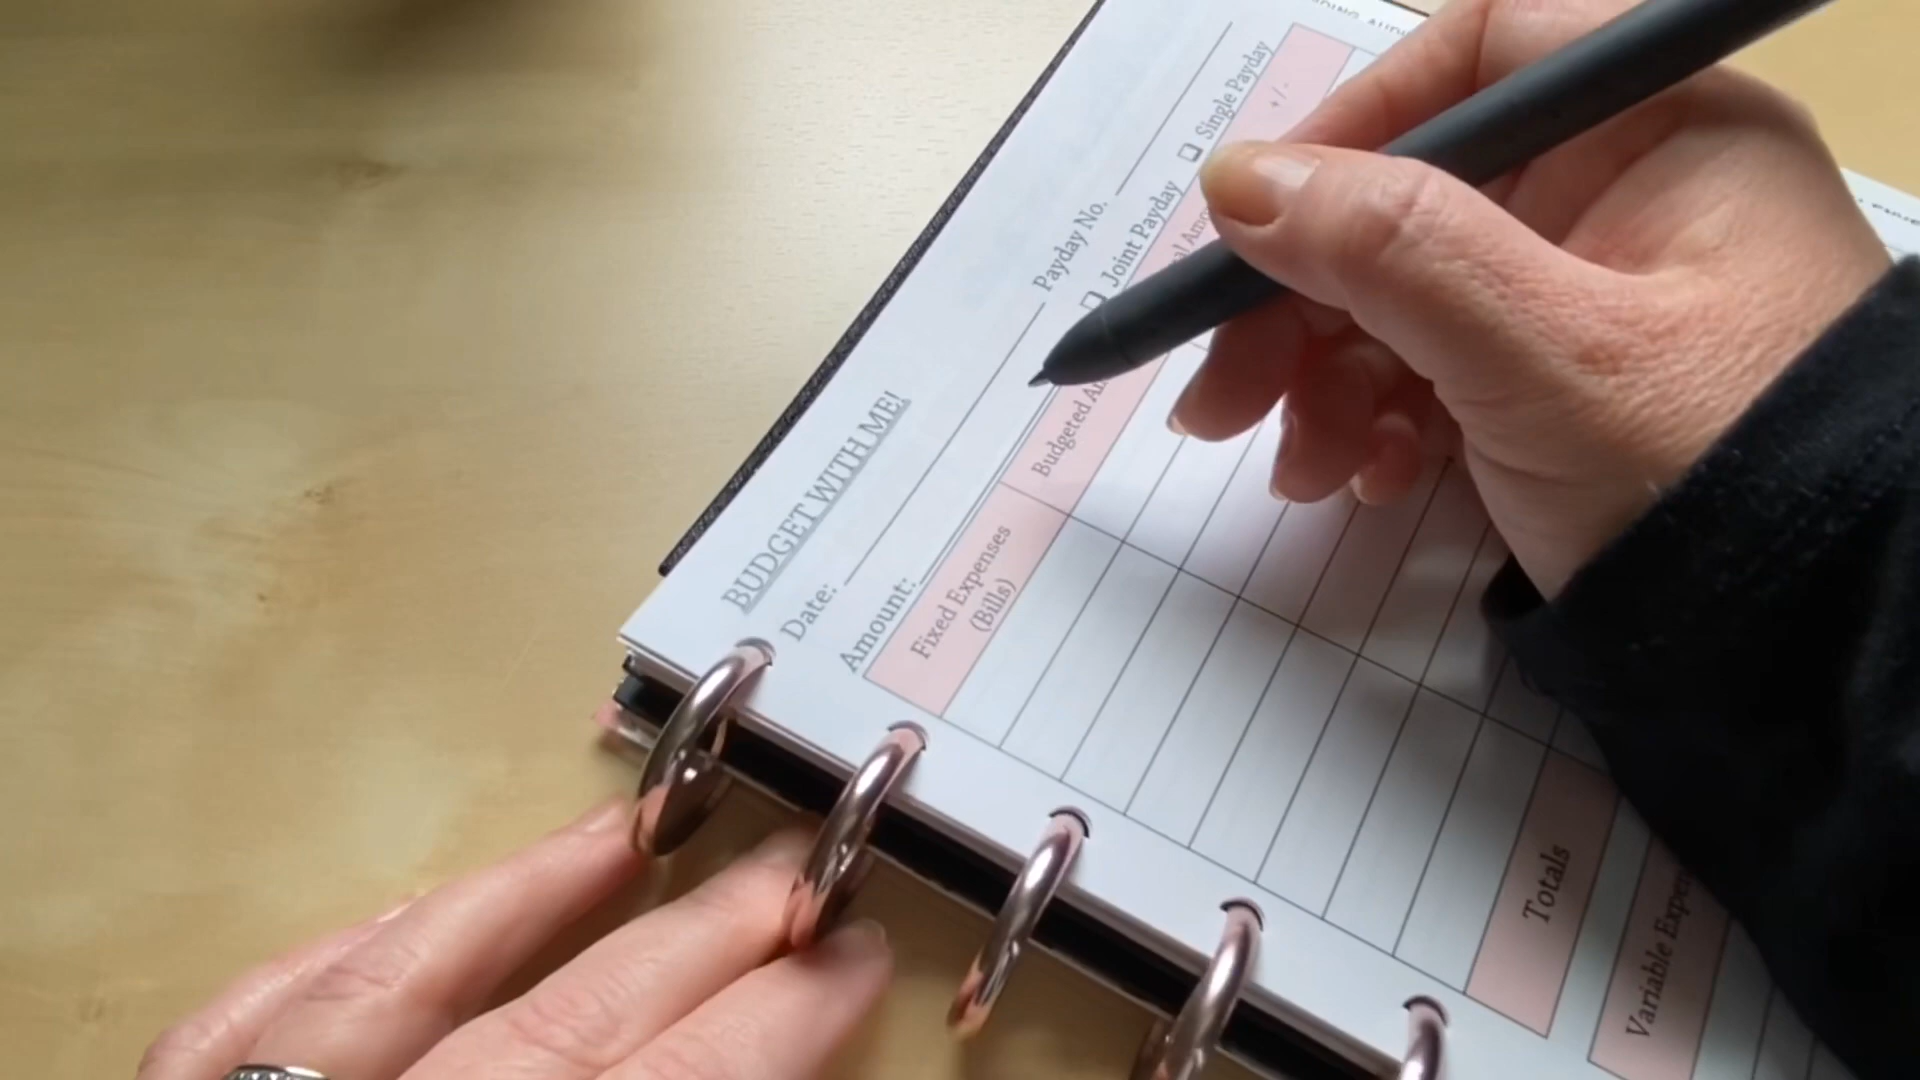 BUDGET WITH ME!
Date: Payday No.
Amount: Joint Payday Single Payday
Fixed Expenses
(Bills)
Budgeted
+/-
Totals
Variable